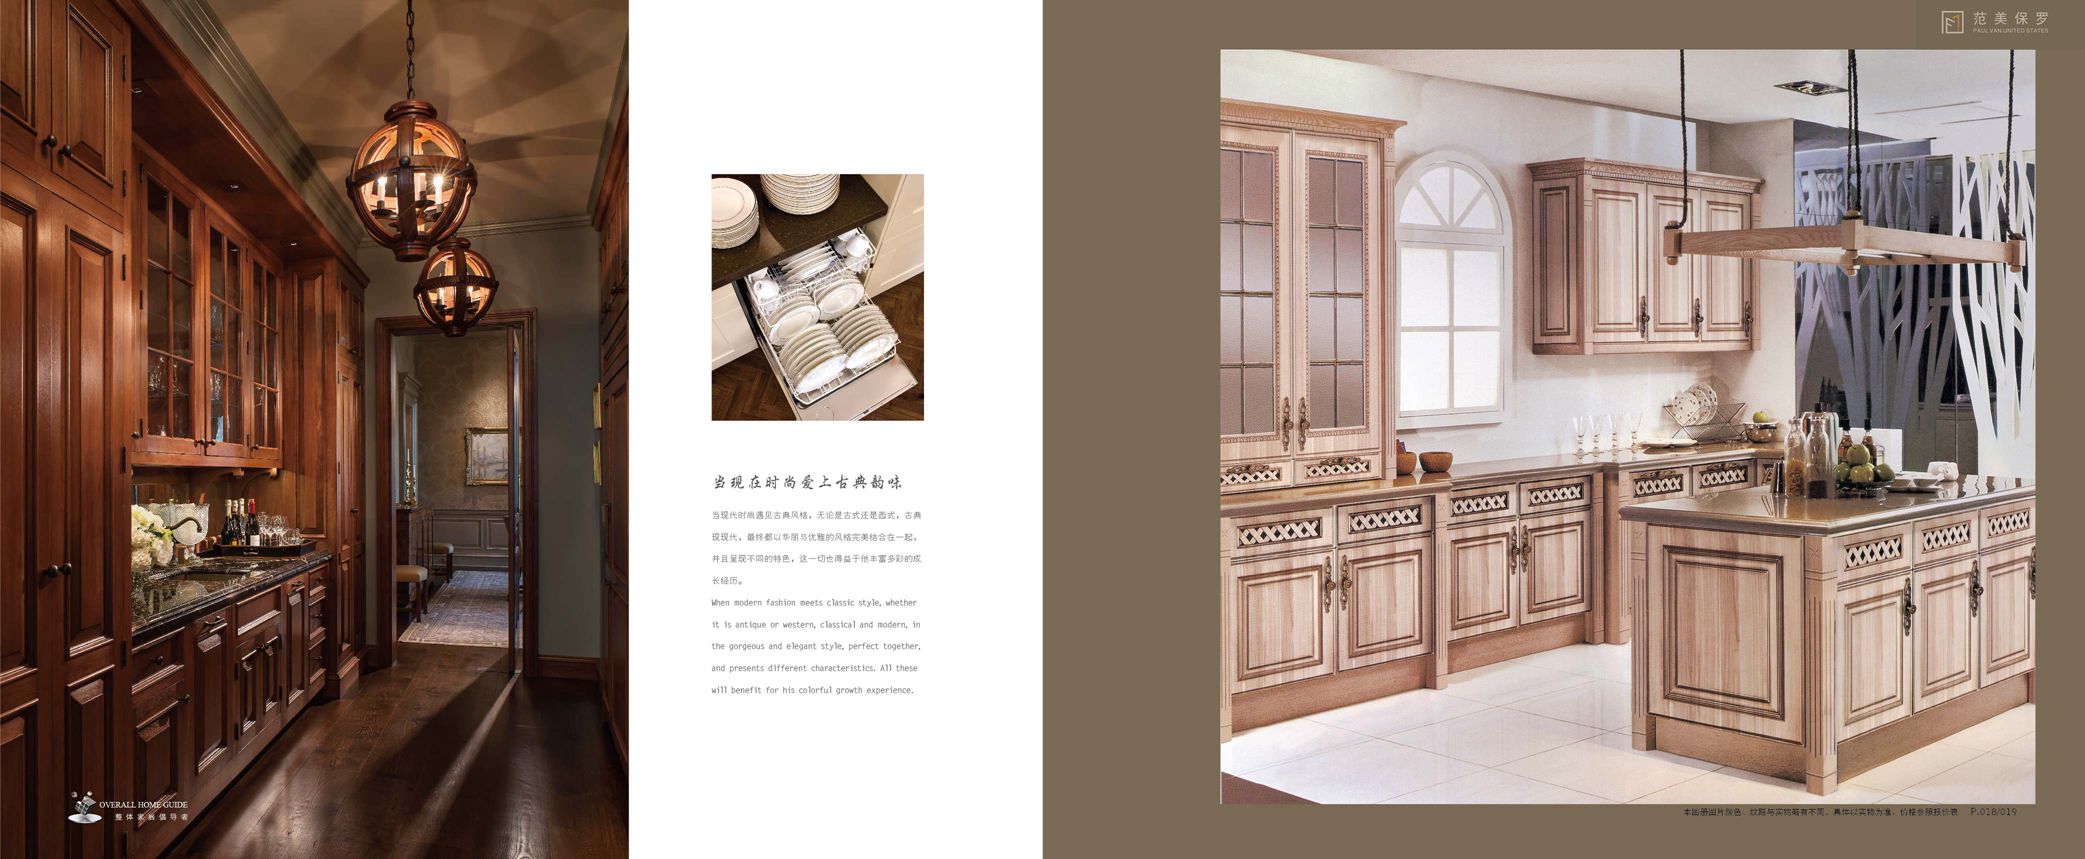 范美保罗
PAUL VAN UNITED STATES
当现在时尚爱上古典韵味
当现代时尚遇见古典风格，无论是古式还是西式，古典
现现代，最终都以华丽与优雅的风格完美结合在一起，
并且呈现不同的特色，这一切也得益于他丰富多彩的成
长经历。
When modern fashion meets classic style, whether
it is antique or western, classical and modern, in
the gorgeous and elegant style, perfect together,
and presents different characteristics. All these
will benefit for his colorful growth experience.
OVERALL HOME GUIDE
整体家居倡导者
本图册图片颜色、纹路与实物略有不同，具体以实物为准，价格参照报价表 P.018/019